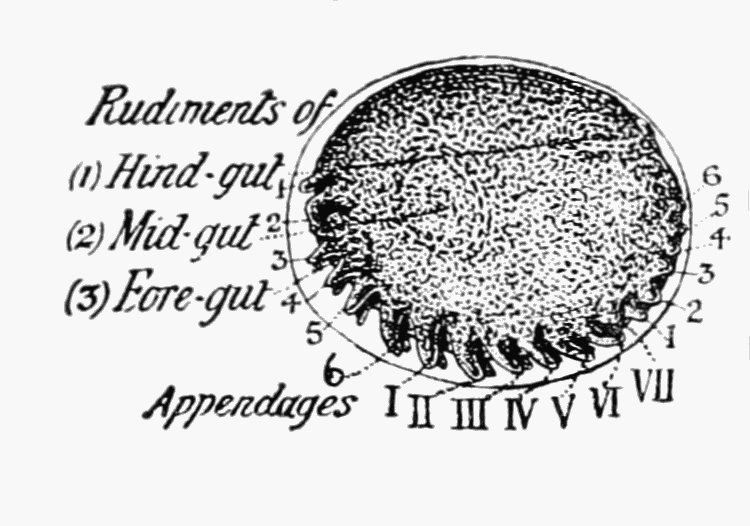 Rudiments of
(1) Hind-gut
(2) Mid-gut
(3) Fore-gut
1
2
3
4
5
6
Appendages
I II III IV V VI VII
6
5
4
3
2
1